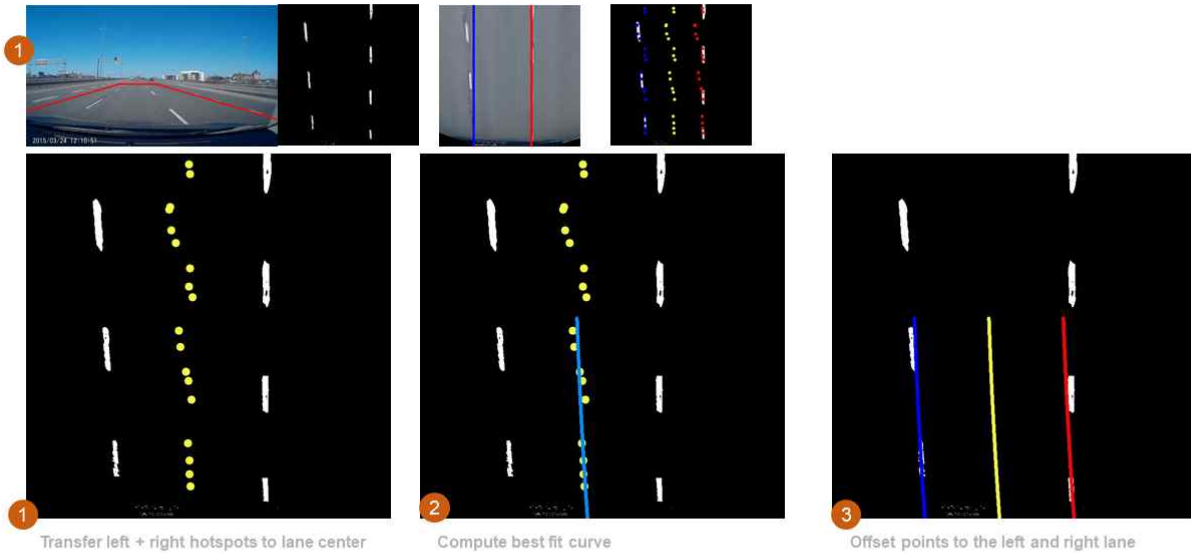 1
2015/03/24 12:10:51
1
2
3
Transfer left + right hotspots to lane center
Compute best fit curve
Offset points to the left and right lane